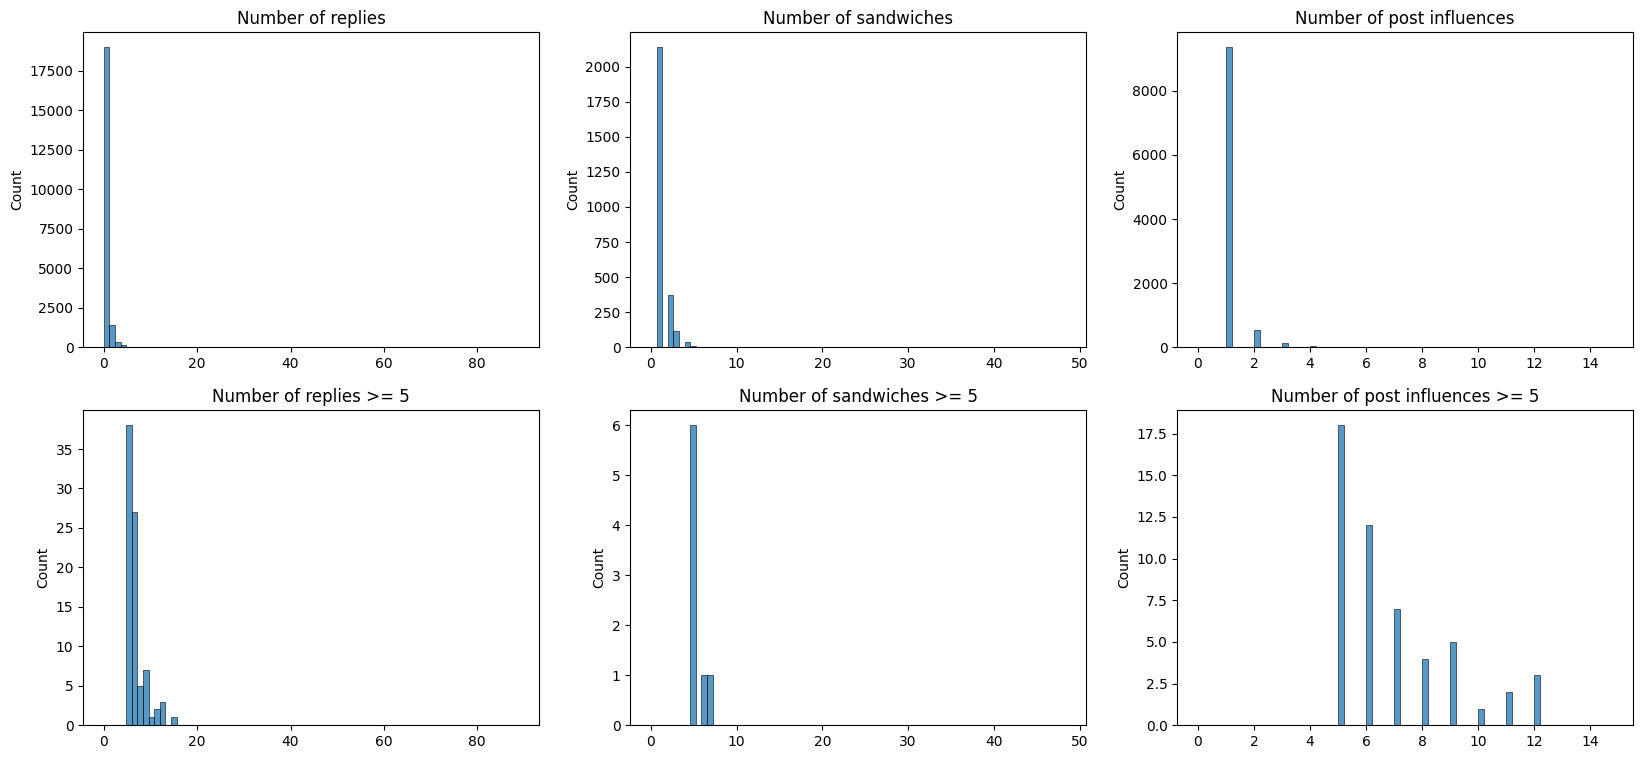 Number of replies
Count
17500
15000
12500
10000
7500
5000
2500
0
0 20 40 60 80
Number of sandwiches
Count
2000
1750
1500
1250
1000
750
500
250
0
0 10 20 30 40 50
Number of post influences
Count
8000
6000
4000
2000
0
0 2 4 6 8 10 12 14
Number of replies >= 5
Count
35
30
25
20
15
10
5
0
0 20 40 60 80
Number of sandwiches >= 5
Count
6
5
4
3
2
1
0
0 10 20 30 40 50
Number of post influences >= 5
Count
17.5
15.0
12.5
10.0
7.5
5.0
2.5
0.0
0 2 4 6 8 10 12 14